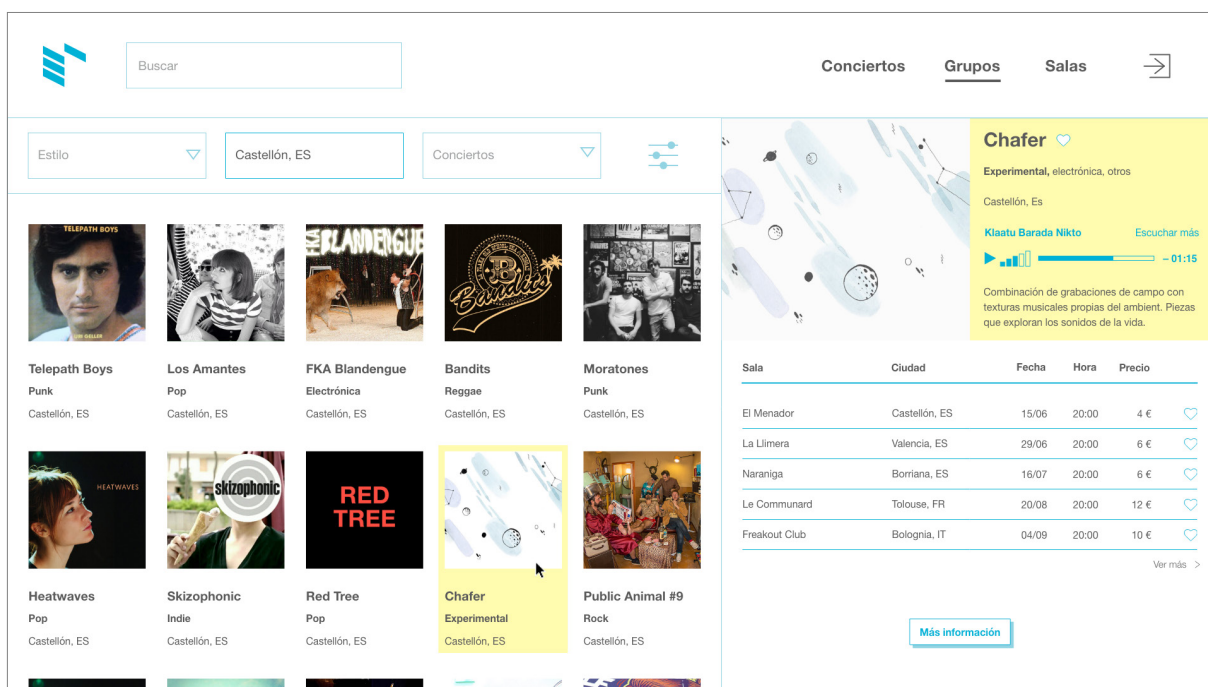 Buscar
Conciertos
Grupos
Salas
Estilo
Castellón, ES
Conciertos
TELEPATH BOYS
FKA BLANDENGUE
B
Bandits
Telepath Boys
Punk
Castellón, ES
Los Amantes
Pop
Castellón, ES
FKA Blandengue
Electrónica
Castellón, ES
Bandits
Reggae
Castellón, ES
Moratones
Punk
Castellón, ES
HEATWAVES
skizophonic
RED
TREE
Heatwaves
Pop
Castellón, ES
Skizophonic
Indie
Castellón, ES
Red Tree
Pop
Castellón, ES
Chafer
Experimental
Castellón, ES
Public Animal #9
Rock
Castellón, ES
Chafer
Experimental, electrónica, otros
Castellón, Es
Klaatu Barada Nikto Escuchar más
– 01:15
Combinación de grabaciones de campo con
texturas musicales propias del ambient. Piezas
que exploran los sonidos de la vida.
Sala Ciudad Fecha Hora Precio
El Menador Castellón, ES 15/06 20:00 4 €
La Llimera Valencia, ES 29/06 20:00 6 €
Naraniga Borriana, ES 16/07 20:00 6 €
Le Communard Tolouse, FR 20/08 20:00 12 €
Freakout Club Bolognia, IT 04/09 20:00 10 €
Ver más >
Más información